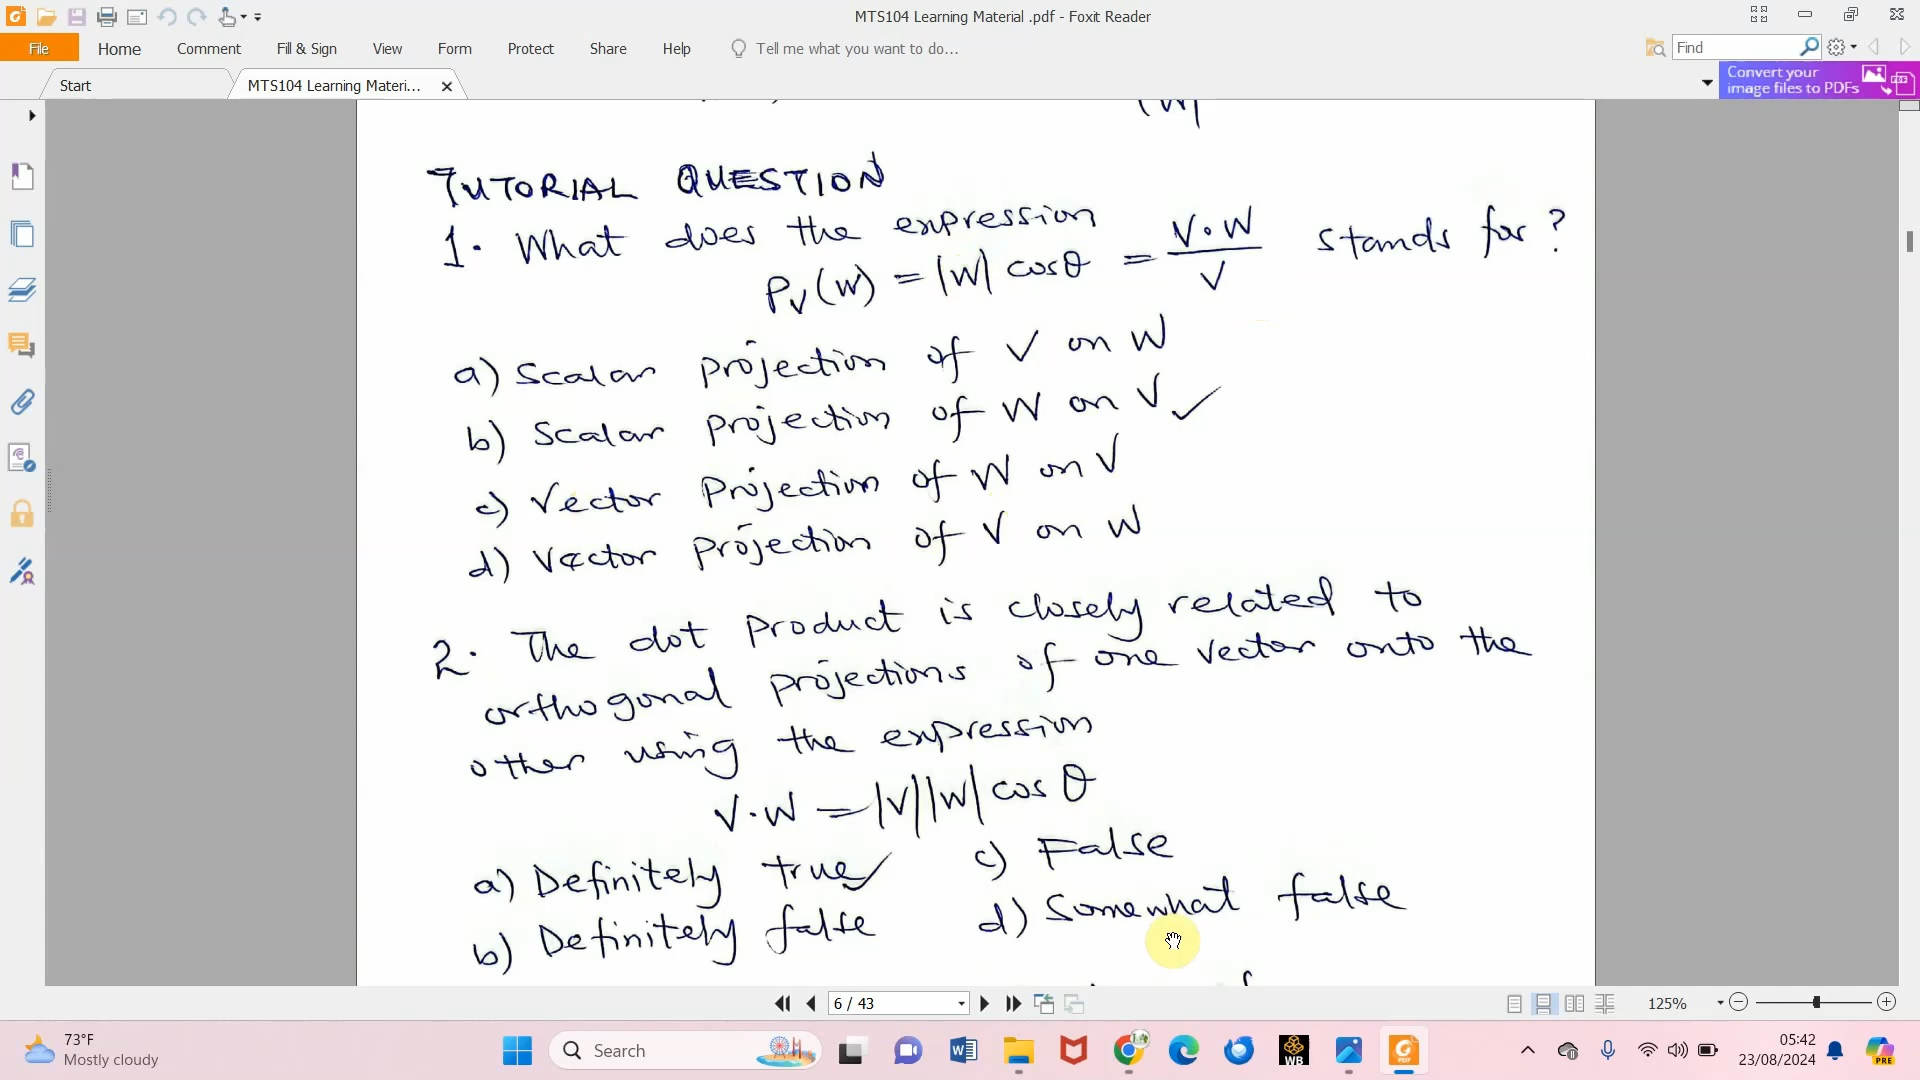 MTS104 Learning Material .pdf - Foxit Reader
File Home Comment Fill & Sign View Form Protect Share Help Tell me what you want to do... Find
Start MTS104 Learning Materi...
Convert your
image files to PDFs
|W|
TUTORIAL QUESTION
1. What does the expression
P_V(W) = |W| cosθ = V·W / V stands for?
a) Scalar projection of V on W
b) Scalar projection of W on V ✓
c) Vector Projection of W on V
d) Vector projection of V on W
2. The dot product is closely related to
orthogonal projections of one vector onto the
other using the expression
V·W = |V||W| cos θ
a) Definitely true ✓ c) False
b) Definitely false d) Somewhat false
6 / 43 125%
73°F
Mostly cloudy
Search
WB
PDF
PRE
05:42
23/08/2024